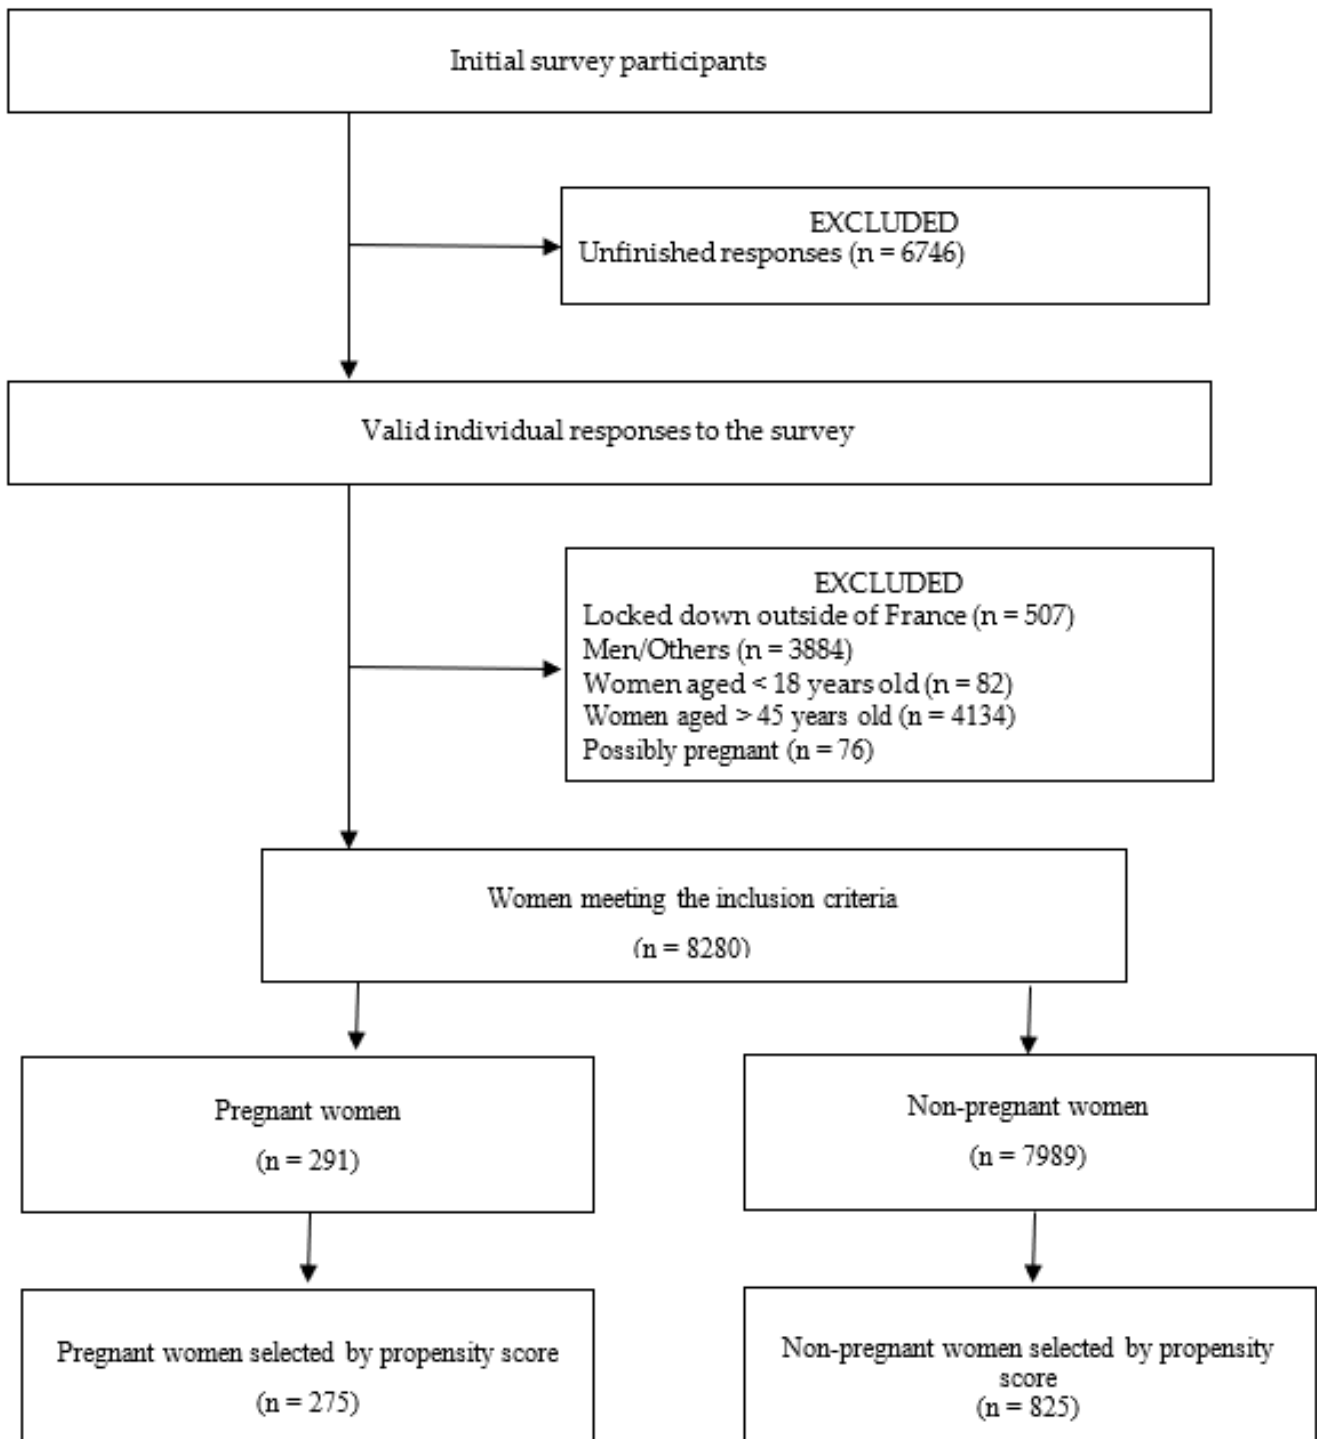 Initial survey participants
EXCLUDED
Unfinished responses (n = 6746)
Valid individual responses to the survey
EXCLUDED
Locked down outside of France (n = 507)
Men/Others (n = 3884)
Women aged < 18 years old (n = 82)
Women aged > 45 years old (n = 4134)
Possibly pregnant (n = 76)
Women meeting the inclusion criteria
(n = 8280)
Pregnant women
(n = 291)
Non-pregnant women
(n = 7989)
Pregnant women selected by propensity score
(n = 275)
Non-pregnant women selected by propensity
score
(n = 825)